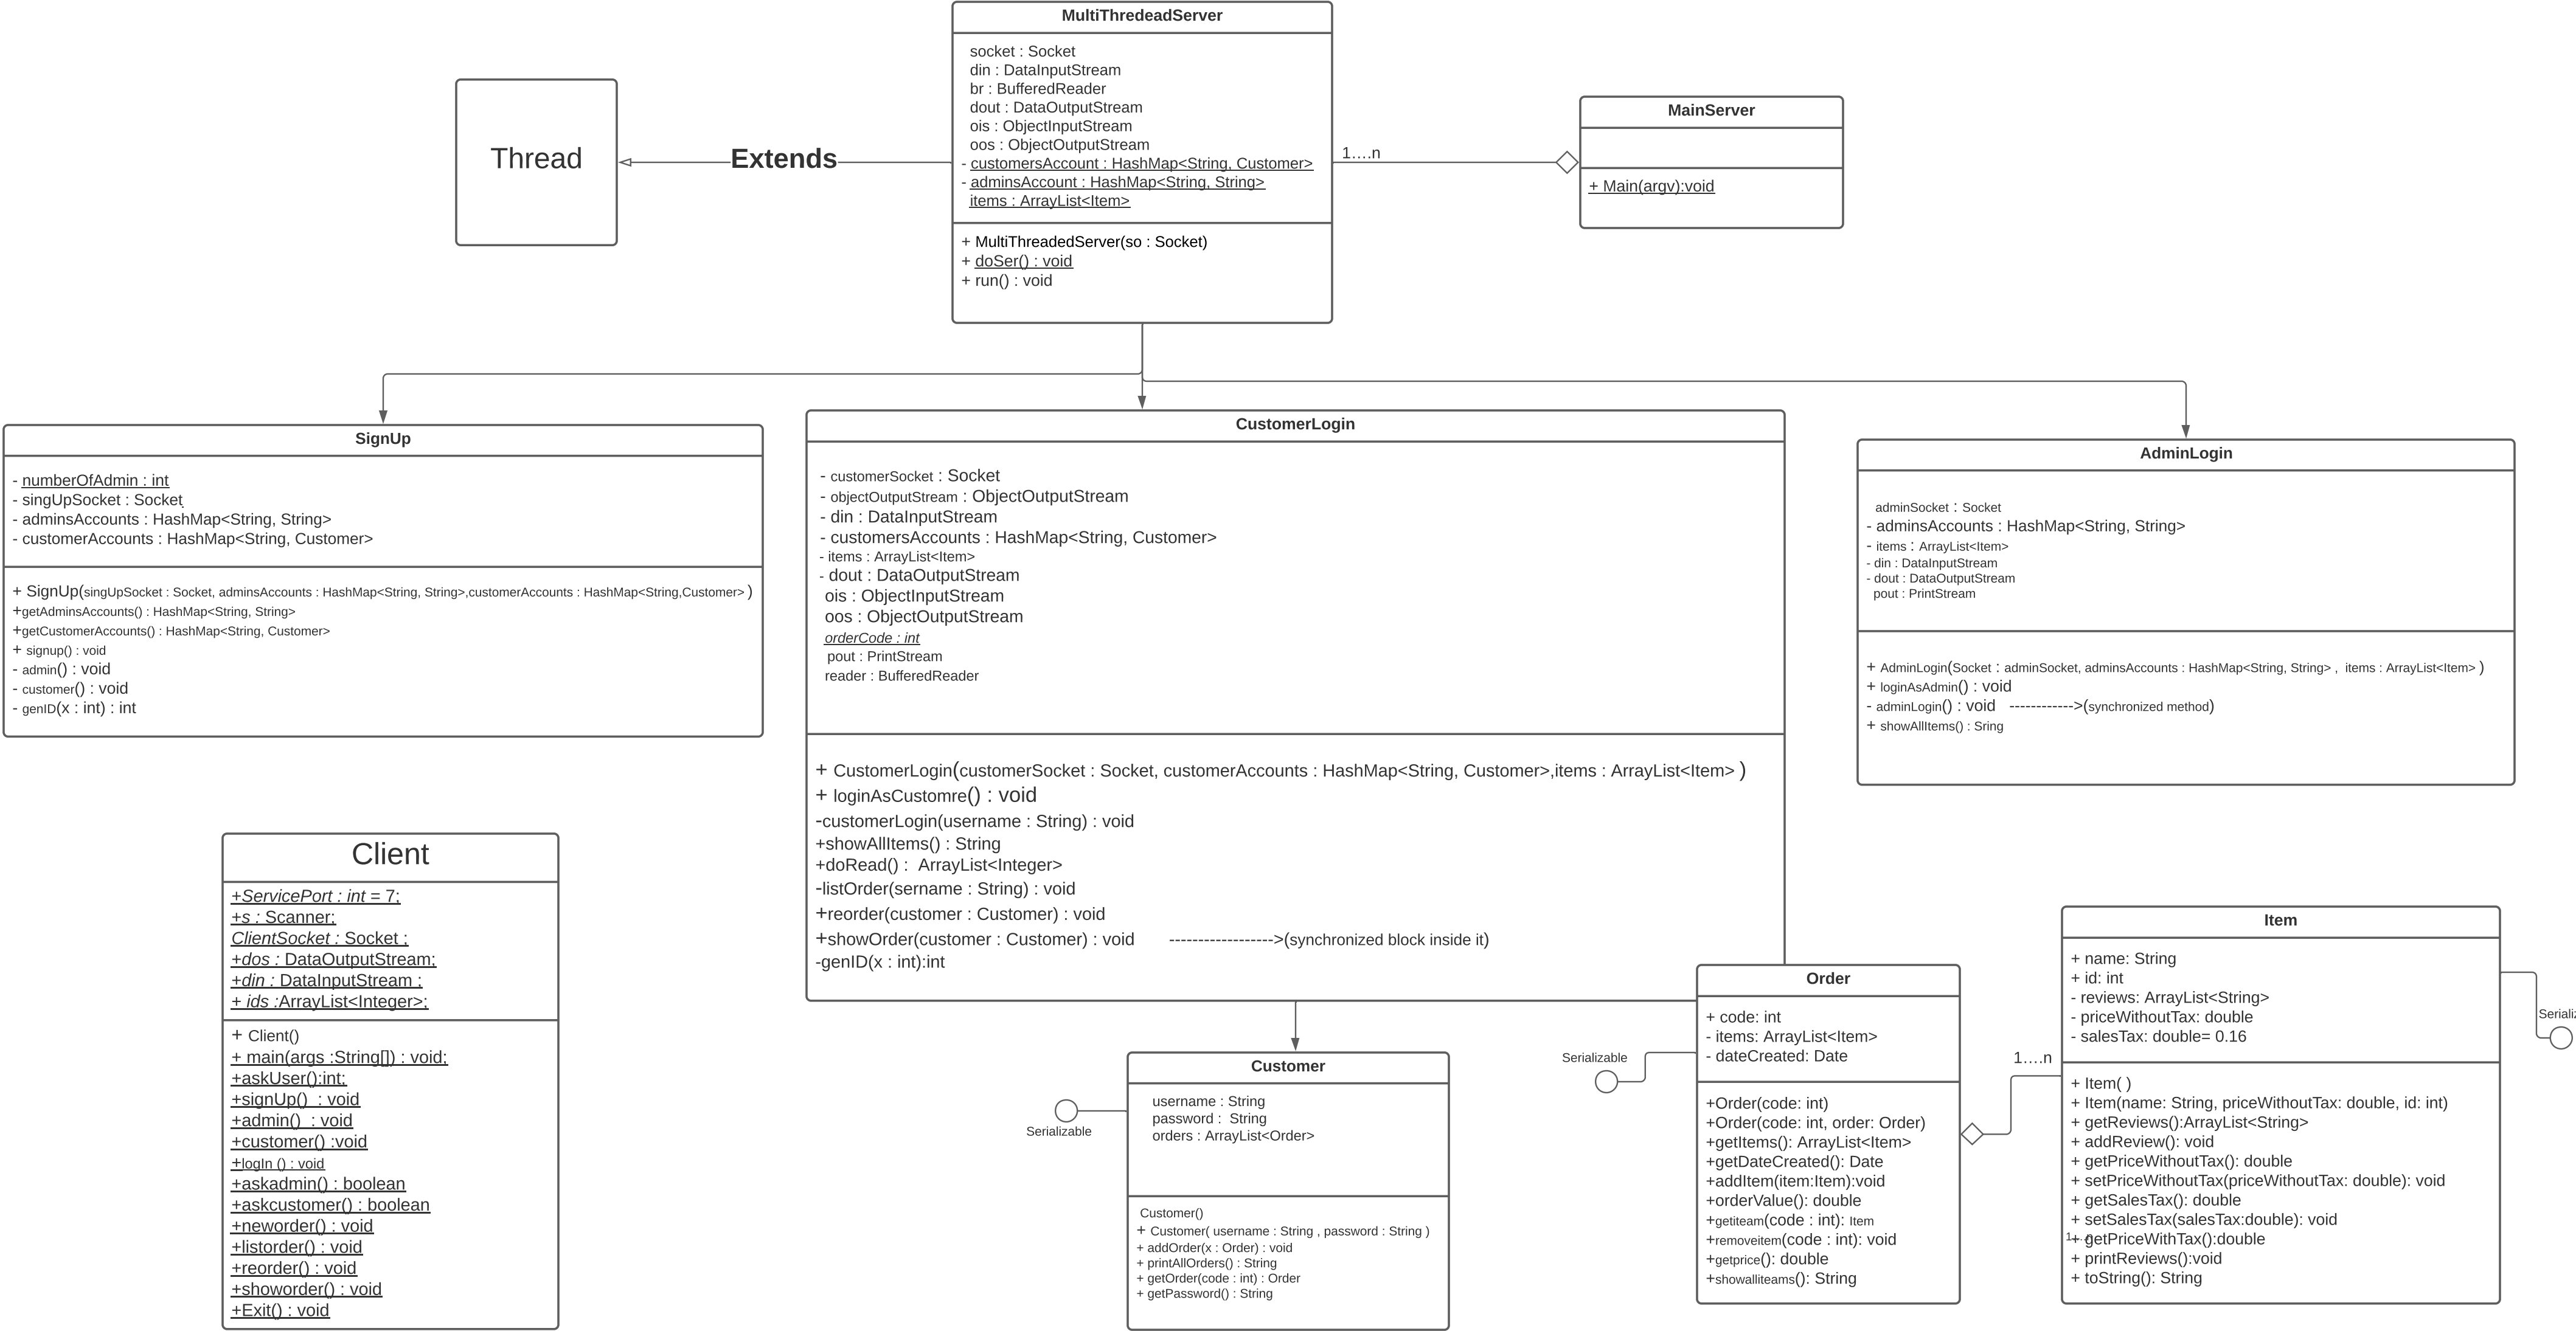 MultiThredeadServer
socket : Socket
din : DataInputStream
br : BufferedReader
dout : DataOutputStream
ois : ObjectInputStream
oos : ObjectOutputStream
- customersAccount : HashMap<String, Customer>
- adminsAccount : HashMap<String, String>
items : ArrayList<Item>
+ MultiThreadedServer(so : Socket)
+ doSer() : void
+ run() : void
Thread
Extends
1....n
MainServer
+ Main(argv):void
SignUp
- numberOfAdmin : int
- singUpSocket : Socket
- adminsAccounts : HashMap<String, String>
- customerAccounts : HashMap<String, Customer>
+ SignUp(singUpSocket : Socket, adminsAccounts : HashMap<String, String>,customerAccounts : HashMap<String,Customer> )
+getAdminsAccounts() : HashMap<String, String>
+getCustomerAccounts() : HashMap<String, Customer>
+ signup() : void
- admin() : void
- customer() : void
- genID(x : int) : int
CustomerLogin
- customerSocket : Socket
- objectOutputStream : ObjectOutputStream
- din : DataInputStream
- customersAccounts : HashMap<String, Customer>
- items : ArrayList<Item>
- dout : DataOutputStream
ois : ObjectInputStream
oos : ObjectOutputStream
orderCode : int
pout : PrintStream
reader : BufferedReader
+ CustomerLogin(customerSocket : Socket, customerAccounts : HashMap<String, Customer>,items : ArrayList<Item> )
+ loginAsCustomre() : void
-customerLogin(username : String) : void
+showAllItems() : String
+doRead() :  ArrayList<Integer>
-listOrder(sername : String) : void
+reorder(customer : Customer) : void
+showOrder(customer : Customer) : void ------------------>(synchronized block inside it)
-genID(x : int):int
AdminLogin
adminSocket : Socket
- adminsAccounts : HashMap<String, String>
- items : ArrayList<Item>
- din : DataInputStream
- dout : DataOutputStream
pout : PrintStream
+ AdminLogin(Socket : adminSocket, adminsAccounts : HashMap<String, String> ,  items : ArrayList<Item> )
+ loginAsAdmin() : void
- adminLogin() : void ------------>(synchronized method)
+ showAllItems() : Sring
Client
+ServicePort : int = 7;
+s : Scanner;
ClientSocket : Socket ;
+dos : DataOutputStream;
+din : DataInputStream ;
+ ids :ArrayList<Integer>;
+ Client()
+ main(args :String[]) : void;
+askUser():int;
+signUp()  : void
+admin()  : void
+customer() :void
+logIn () : void
+askadmin() : boolean
+askcustomer() : boolean
+neworder() : void
+listorder() : void
+reorder() : void
+showorder() : void
+Exit() : void
Serializable
Customer
username : String
password :  String
orders : ArrayList<Order>
Customer()
+ Customer( username : String , password : String )
+ addOrder(x : Order) : void
+ printAllOrders() : String
+ getOrder(code : int) : Order
+ getPassword() : String
Serializable
Order
+ code: int
- items: ArrayList<Item>
- dateCreated: Date
+Order(code: int)
+Order(code: int, order: Order)
+getItems(): ArrayList<Item>
+getDateCreated(): Date
+addItem(item:Item):void
+orderValue(): double
+getiteam(code : int): Item
+removeitem(code : int): void
+getprice(): double
+showalliteams(): String
1....n
Item
+ name: String
+ id: int
- reviews: ArrayList<String>
- priceWithoutTax: double
- salesTax: double= 0.16
+ Item( )
+ Item(name: String, priceWithoutTax: double, id: int)
+ getReviews():ArrayList<String>
+ addReview(): void
+ getPriceWithoutTax(): double
+ setPriceWithoutTax(priceWithoutTax: double): void
+ getSalesTax(): double
+ setSalesTax(salesTax:double): void
+ getPriceWithTax():double
+ printReviews():void
+ toString(): String
Serializ